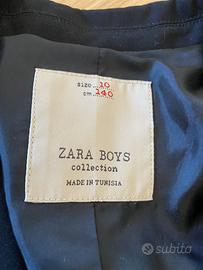 size. 10
cm. 140
ZARA BOYS
collection
MADE IN TUNISIA
subito